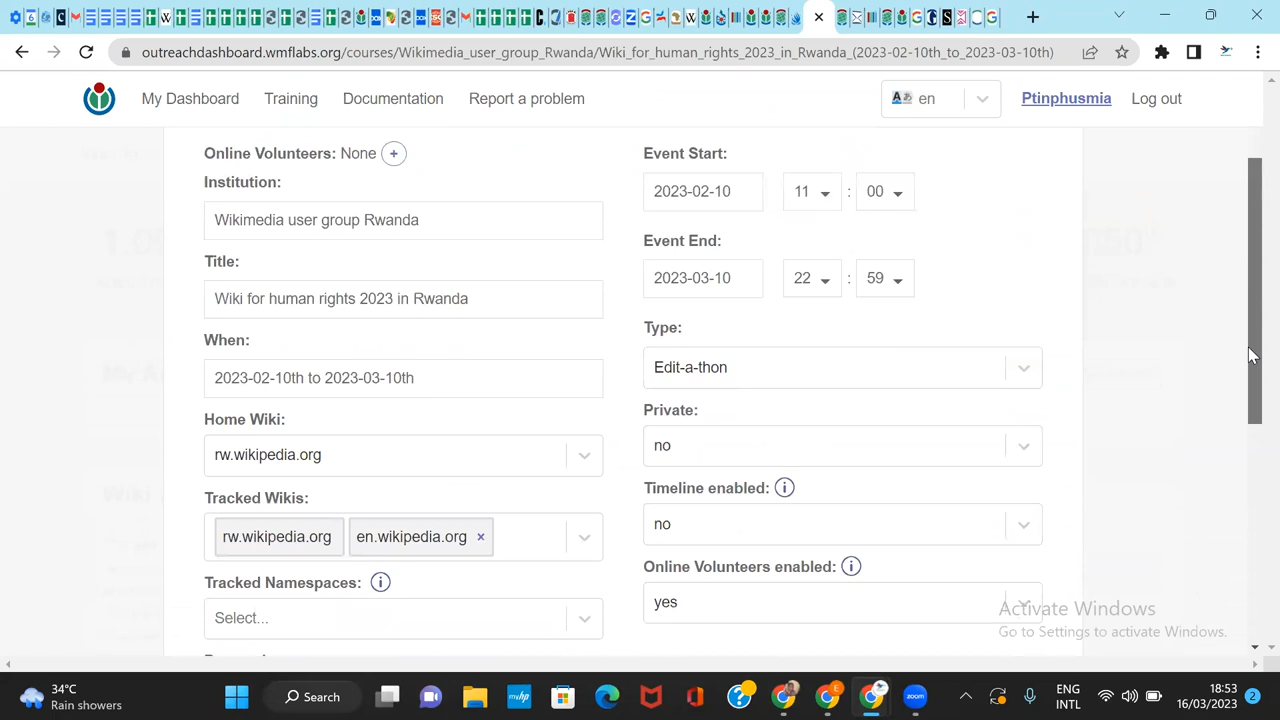 outreachdashboard.wmflabs.org/courses/Wikimedia_user_group_Rwanda/Wiki_for_human_rights_2023_in_Rwanda_(2023-02-10th_to_2023-03-10th)
My Dashboard Training Documentation Report a problem en Ptinphusmia Log out
Online Volunteers: None +
Institution:
Wikimedia user group Rwanda
Title:
Wiki for human rights 2023 in Rwanda
When:
2023-02-10th to 2023-03-10th
Home Wiki:
rw.wikipedia.org
Tracked Wikis:
rw.wikipedia.org en.wikipedia.org ×
Tracked Namespaces:
Select...
Event Start:
2023-02-10 11 : 00
Event End:
2023-03-10 22 : 59
Type:
Edit-a-thon
Private:
no
Timeline enabled:
no
Online Volunteers enabled:
yes
Activate Windows
Go to Settings to activate Windows.
34°C
Rain showers
Search
ENG
INTL
18:53
16/03/2023
2